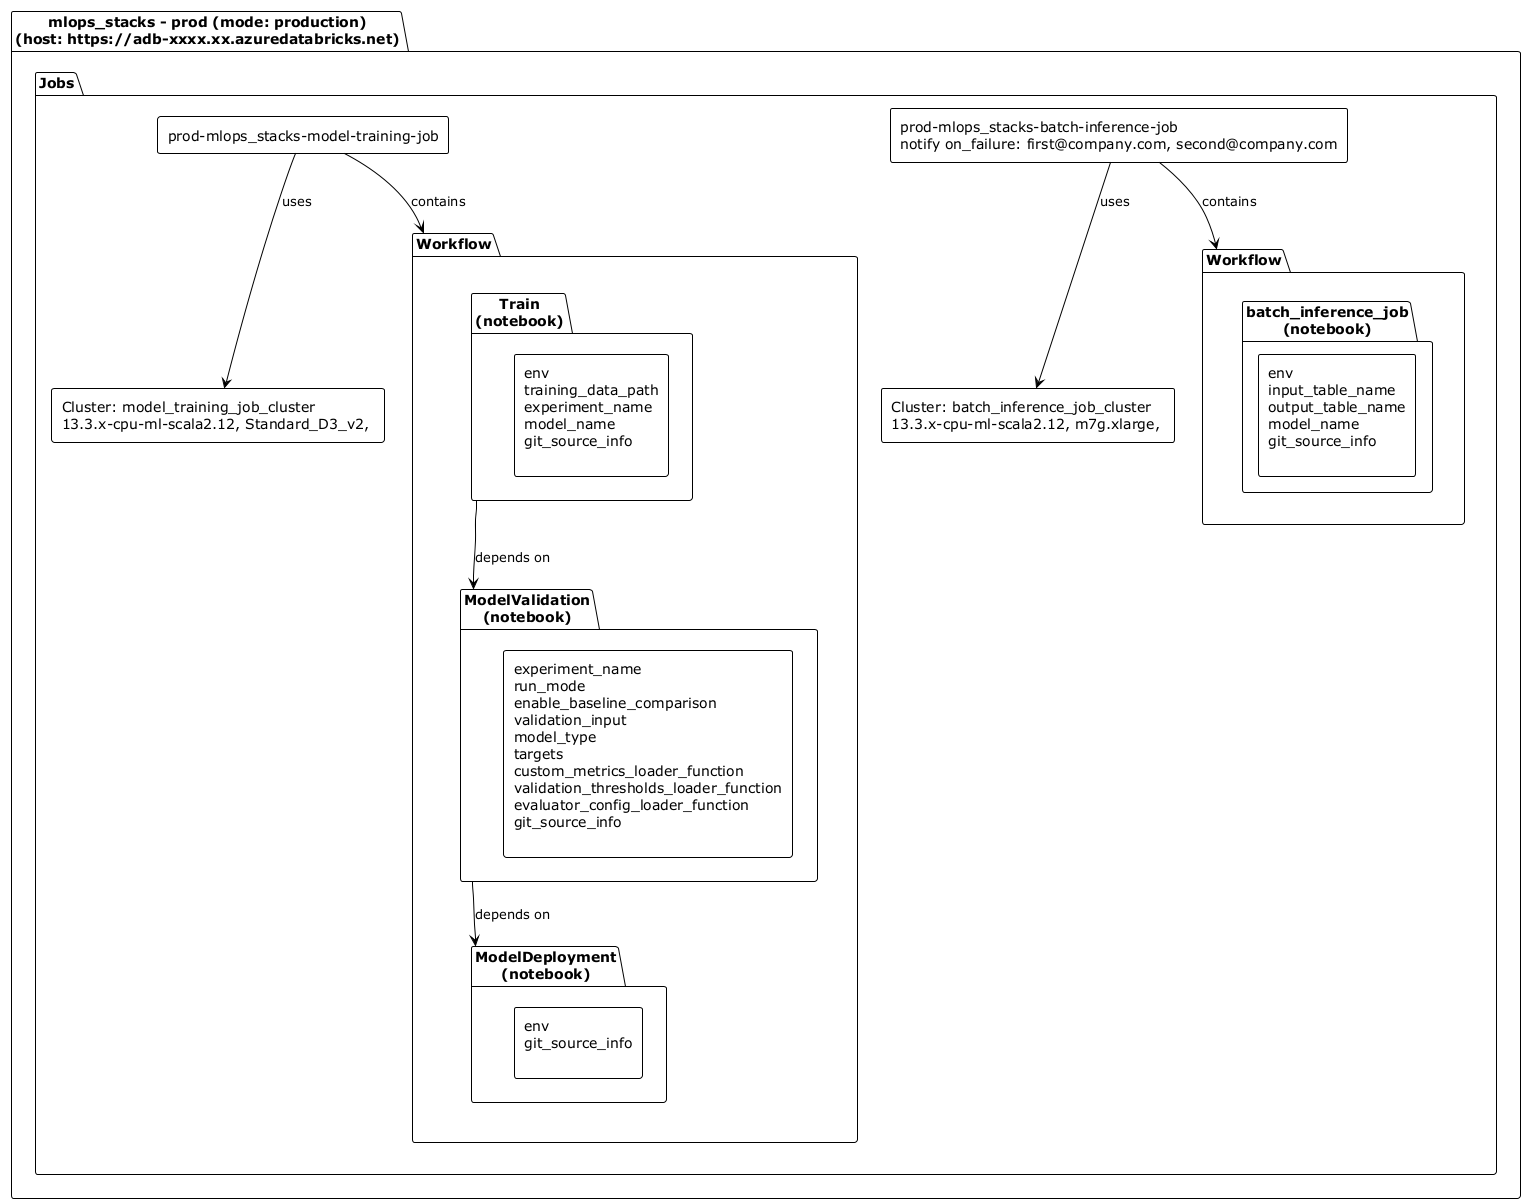 mlops_stacks - prod (mode: production)
(host: https://adb-xxxx.xx.azuredatabricks.net)
Jobs
prod-mlops_stacks-model-training-job
uses
contains
Cluster: model_training_job_cluster
13.3.x-cpu-ml-scala2.12, Standard_D3_v2,
Workflow
Train
(notebook)
env
training_data_path
experiment_name
model_name
git_source_info
depends on
ModelValidation
(notebook)
experiment_name
run_mode
enable_baseline_comparison
validation_input
model_type
targets
custom_metrics_loader_function
validation_thresholds_loader_function
evaluator_config_loader_function
git_source_info
depends on
ModelDeployment
(notebook)
env
git_source_info
prod-mlops_stacks-batch-inference-job
notify on_failure: first@company.com, second@company.com
uses
contains
Cluster: batch_inference_job_cluster
13.3.x-cpu-ml-scala2.12, m7g.xlarge,
Workflow
batch_inference_job
(notebook)
env
input_table_name
output_table_name
model_name
git_source_info